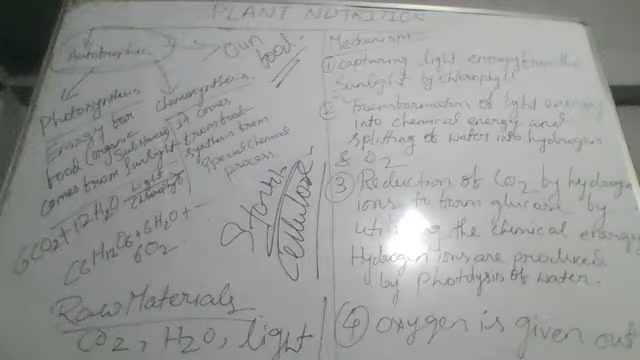 PLANT NUTRITION
Autotrophic
Own
food
Photosynthesis
Energy for
food (organic
substance)
comes from sunlight
Chemosynthesis
It comes
from food
synthesis from
special chemical
process
6CO2 + 12H2O light
chlorophyll
C6H12O6 + 6H2O +
6O2
Starch
Cellulose
Raw Materials
CO2, H2O, light
Mechanism
① Capturing light energy from the
sunlight by
② Transformation of light energy
into chemical energy and
splitting of water into hydrogen
& O2
③ Reduction of CO2 by hydrogen
ions to form glucose by
utilizing the chemical energy
Hydrogen ions are produced
by photolysis of water.
④ oxygen is given out